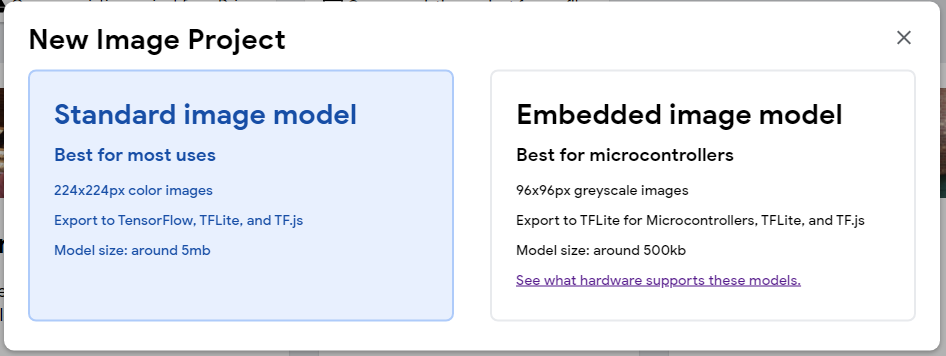 New Image Project
Standard image model
Best for most uses
224x224px color images
Export to TensorFlow, TFLite, and TF.js
Model size: around 5mb
Embedded image model
Best for microcontrollers
96x96px greyscale images
Export to TFLite for Microcontrollers, TFLite, and TF.js
Model size: around 500kb
See what hardware supports these models.